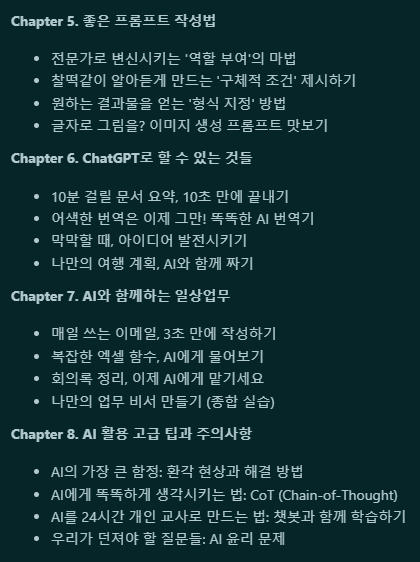 Chapter 5. 좋은 프롬프트 작성법
• 전문가로 변신시키는 '역할 부여'의 마법
• 찰떡같이 알아듣게 만드는 '구체적 조건' 제시하기
• 원하는 결과물을 얻는 '형식 지정' 방법
• 글자로 그림을? 이미지 생성 프롬프트 맛보기
Chapter 6. ChatGPT로 할 수 있는 것들
• 10분 걸릴 문서 요약, 10초 만에 끝내기
• 어색한 번역은 이제 그만! 똑똑한 AI 번역기
• 막막할 때, 아이디어 발전시키기
• 나만의 여행 계획, AI와 함께 짜기
Chapter 7. AI와 함께하는 일상업무
• 매일 쓰는 이메일, 3초 만에 작성하기
• 복잡한 엑셀 함수, AI에게 물어보기
• 회의록 정리, 이제 AI에게 맡기세요
• 나만의 업무 비서 만들기 (종합 실습)
Chapter 8. AI 활용 고급 팁과 주의사항
• AI의 가장 큰 함정: 환각 현상과 해결 방법
• AI에게 똑똑하게 생각시키는 법: CoT (Chain-of-Thought)
• AI를 24시간 개인 교사로 만드는 법: 챗봇과 함께 학습하기
• 우리가 던져야 할 질문들: AI 윤리 문제